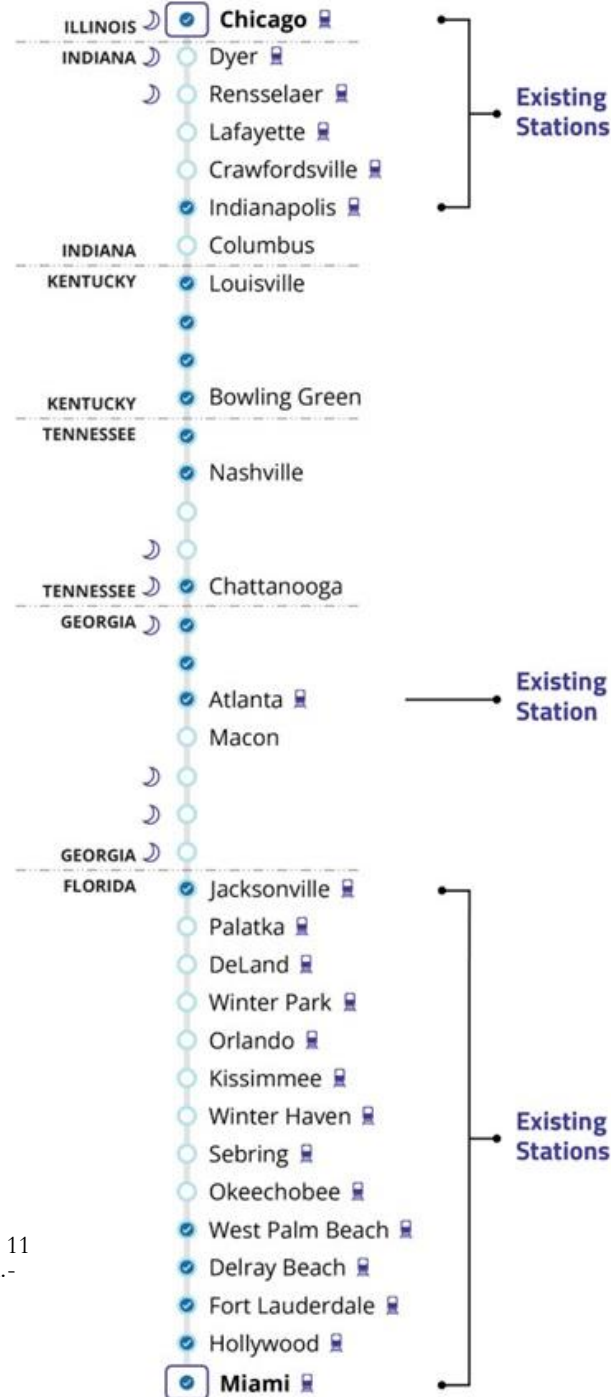 ILLINOIS Chicago
INDIANA Dyer
Rensselaer
Existing
Stations
Lafayette
Crawfordsville
Indianapolis
INDIANA Columbus
KENTUCKY Louisville
KENTUCKY Bowling Green
TENNESSEE
Nashville
TENNESSEE Chattanooga
GEORGIA
Atlanta
Existing
Station
Macon
GEORGIA
FLORIDA Jacksonville
Palatka
DeLand
Winter Park
Orlando
Kissimmee
Winter Haven
Existing
Stations
Sebring
Okeechobee
West Palm Beach
11
.-
Delray Beach
Fort Lauderdale
Hollywood
Miami